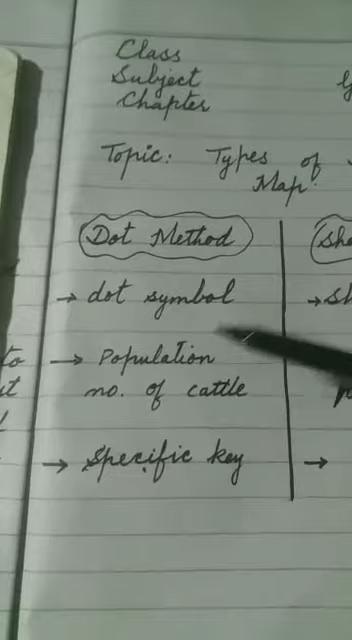 Class
Subject
Chapter
Topic: Types of
Map.
Dot Method
→ dot symbol
→ Population
no. of cattle
→ Specific key
→